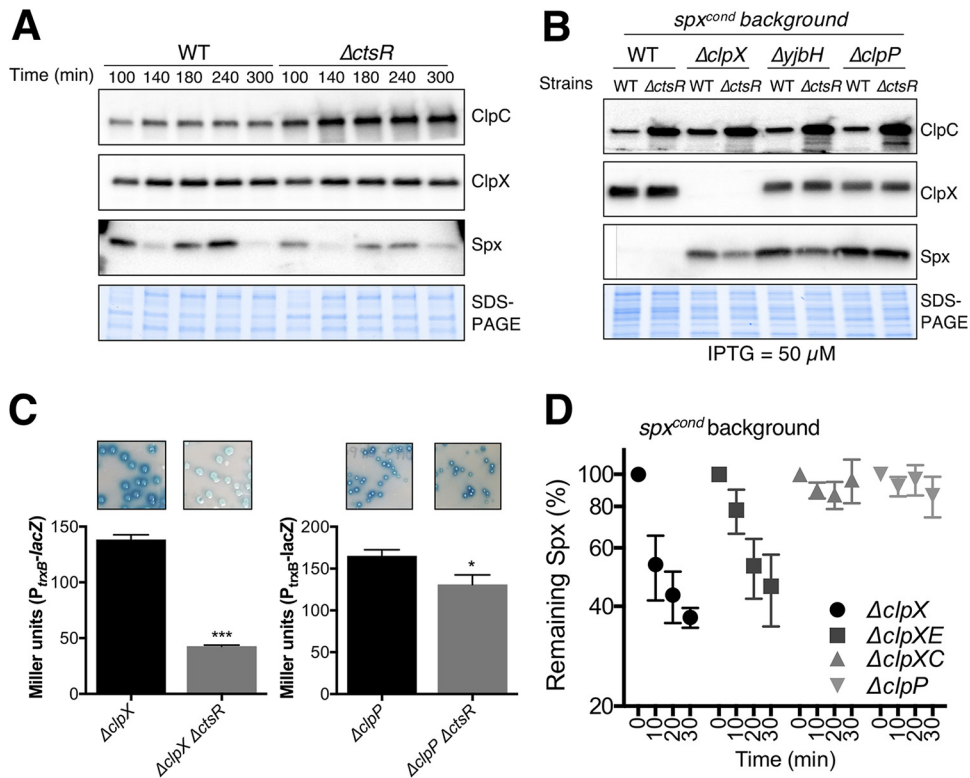 A
WT ΔctsR
Time (min) 100 140 180 240 300 100 140 180 240 300
ClpC
ClpX
Spx
SDS-
PAGE
B
spxcond background
WT ΔclpX ΔyjbH ΔclpP
Strains WT ΔctsR WT ΔctsR WT ΔctsR WT ΔctsR
ClpC
ClpX
Spx
SDS-
PAGE
IPTG = 50 µM
C
Miller units (PtrxB-lacZ)
150
100
50
0
***
ΔclpX
ΔclpX ΔctsR
Miller units (PtrxB-lacZ)
200
150
100
50
0
*
ΔclpP
ΔclpP ΔctsR
D
spxcond background
Remaining Spx (%)
100
80
60
40
20
ΔclpX
ΔclpXE
ΔclpXC
ΔclpP
0 10 20 30 0 10 20 30 0 10 20 30 0 10 20 30
Time (min)